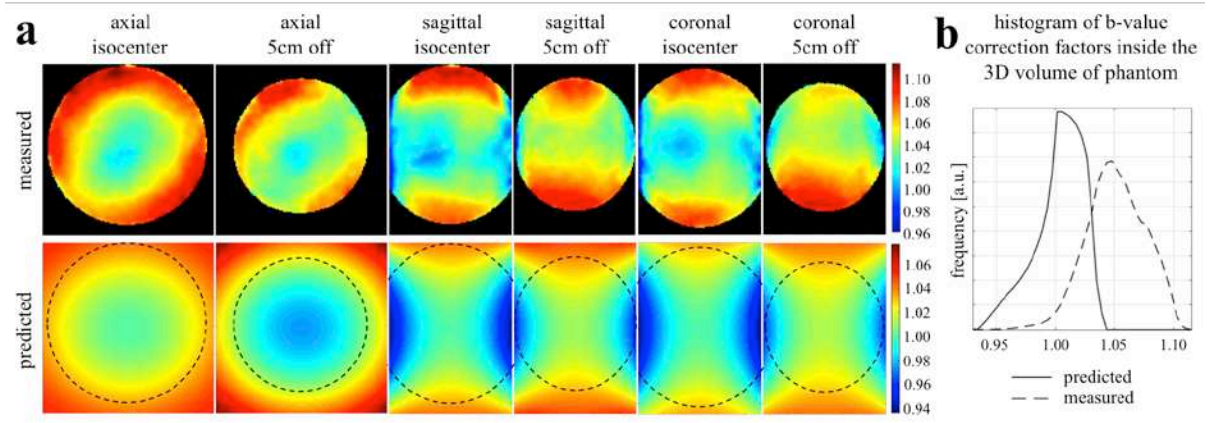 a
axial
isocenter
axial
5cm off
sagittal
isocenter
sagittal
5cm off
coronal
isocenter
coronal
5cm off
measured
1.10
1.08
1.06
1.04
1.02
1.00
0.98
0.96
predicted
1.06
1.04
1.02
1.00
0.98
0.96
0.94
b
histogram of b-value
correction factors inside the
3D volume of phantom
frequency [a.u.]
0.95 1.00 1.05 1.10
predicted
measured